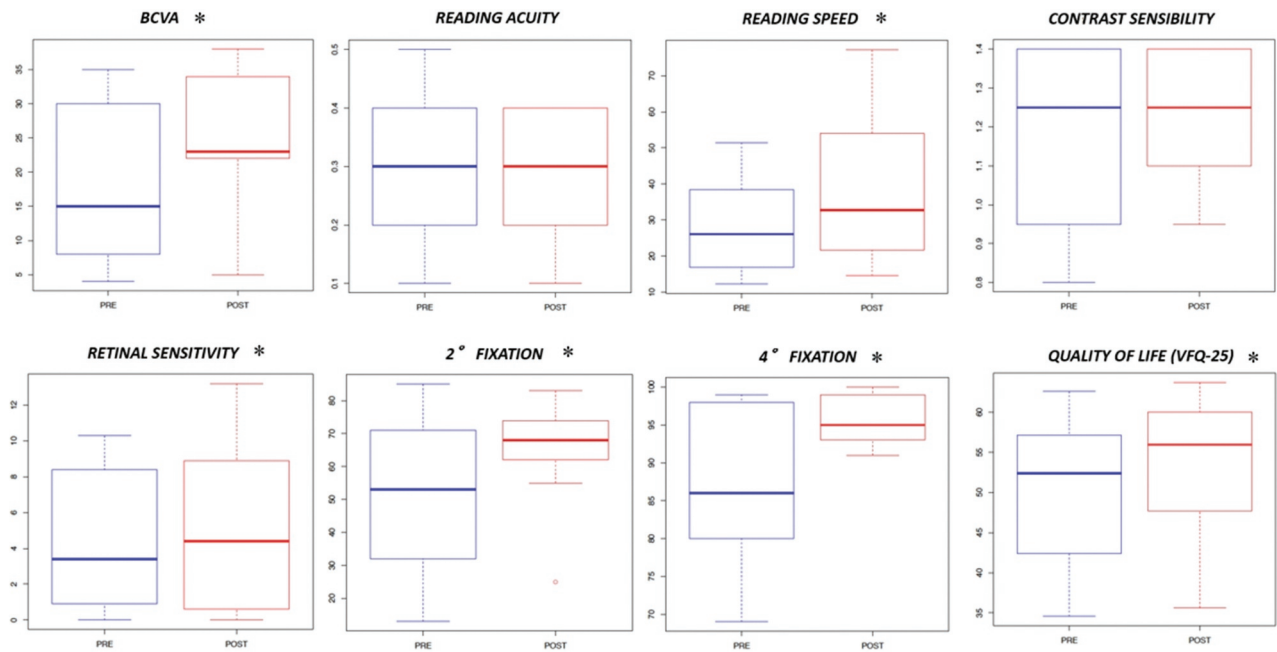 BCVA *
READING ACUITY
READING SPEED *
CONTRAST SENSIBILITY
35
30
25
20
15
10
5
PRE
POST
0.5
0.4
0.3
0.2
0.1
PRE
POST
70
60
50
40
30
20
10
PRE
POST
1.4
1.3
1.2
1.1
1.0
0.9
0.8
PRE
POST
RETINAL SENSITIVITY *
2° FIXATION *
4° FIXATION *
QUALITY OF LIFE (VFQ-25) *
12
10
8
6
4
2
0
PRE
POST
80
70
60
50
40
30
20
PRE
POST
100
95
90
85
80
75
70
PRE
POST
60
55
50
45
40
35
PRE
POST